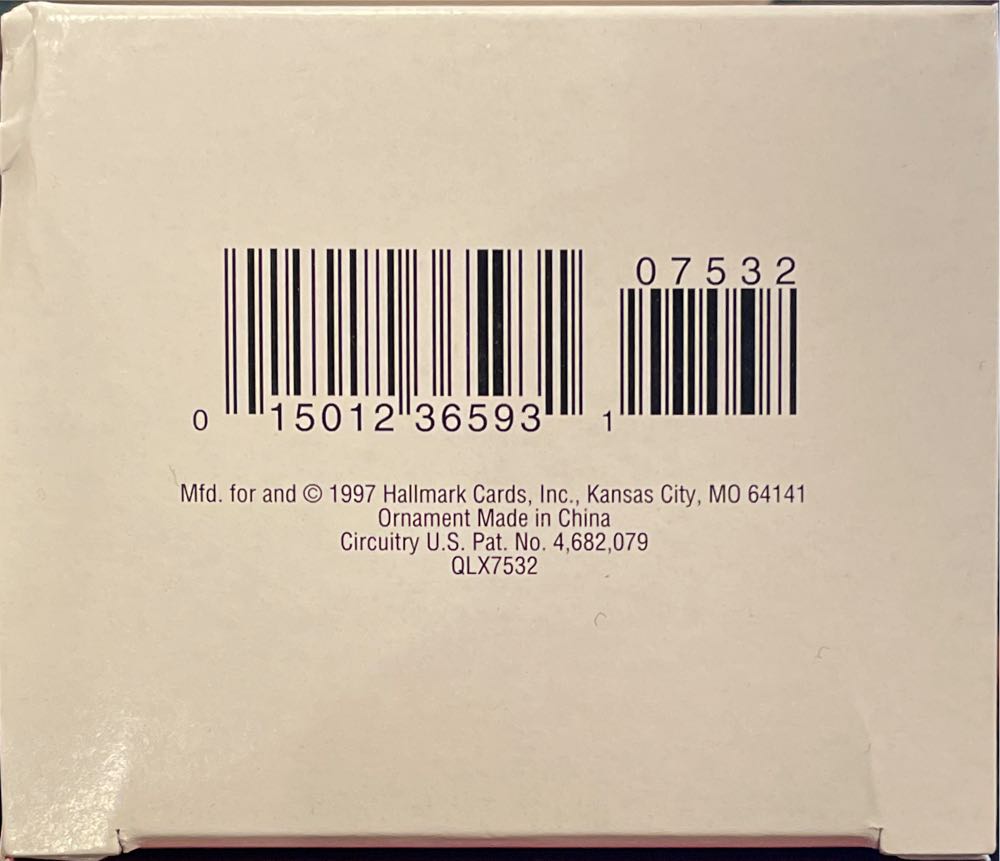 07532
0 15012 36593 1
Mfd. for and © 1997 Hallmark Cards, Inc., Kansas City, MO 64141
Ornament Made in China
Circuitry U.S. Pat. No. 4,682,079
QLX7532